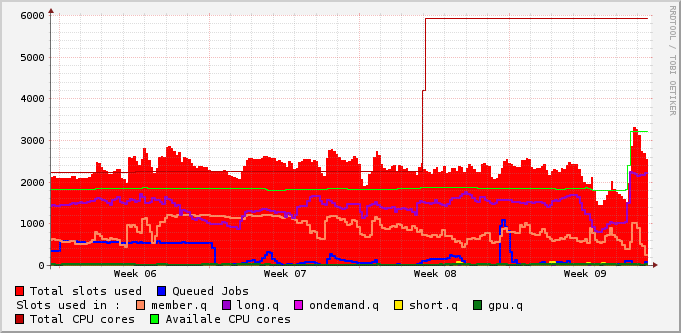 6000
5000
4000
3000
2000
1000
0
Week 06 Week 07 Week 08 Week 09
Total slots used Queued Jobs
Slots used in : member.q long.q ondemand.q short.q gpu.q
Total CPU cores Availale CPU cores
RRDTOOL / TOBI OETIKER